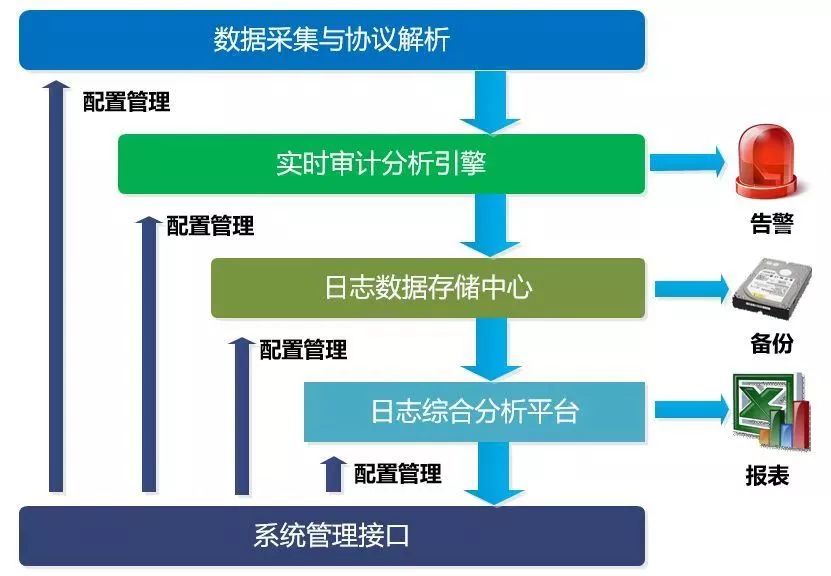 数据采集与协议解析
配置管理
实时审计分析引擎
告警
配置管理
日志数据存储中心
备份
配置管理
日志综合分析平台
报表
配置管理
系统管理接口